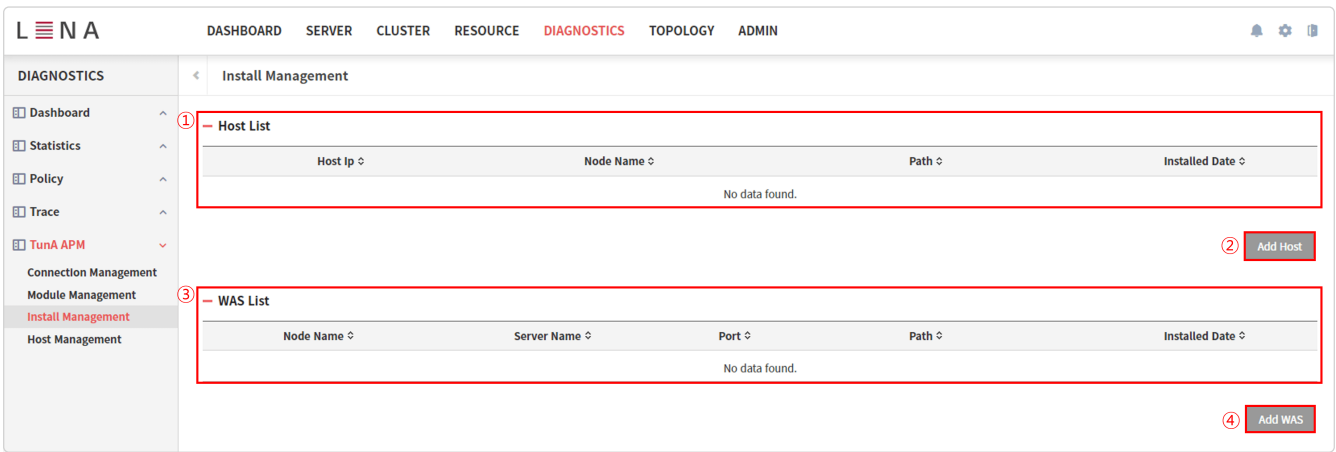 LENA
DASHBOARD SERVER CLUSTER RESOURCE DIAGNOSTICS TOPOLOGY ADMIN
DIAGNOSTICS
Install Management
Dashboard
Statistics
Policy
Trace
TunA APM
Connection Management
Module Management
Install Management
Host Management
① Host List
Host Ip Node Name Path Installed Date
No data found.
② Add Host
③ WAS List
Node Name Server Name Port Path Installed Date
No data found.
④ Add WAS